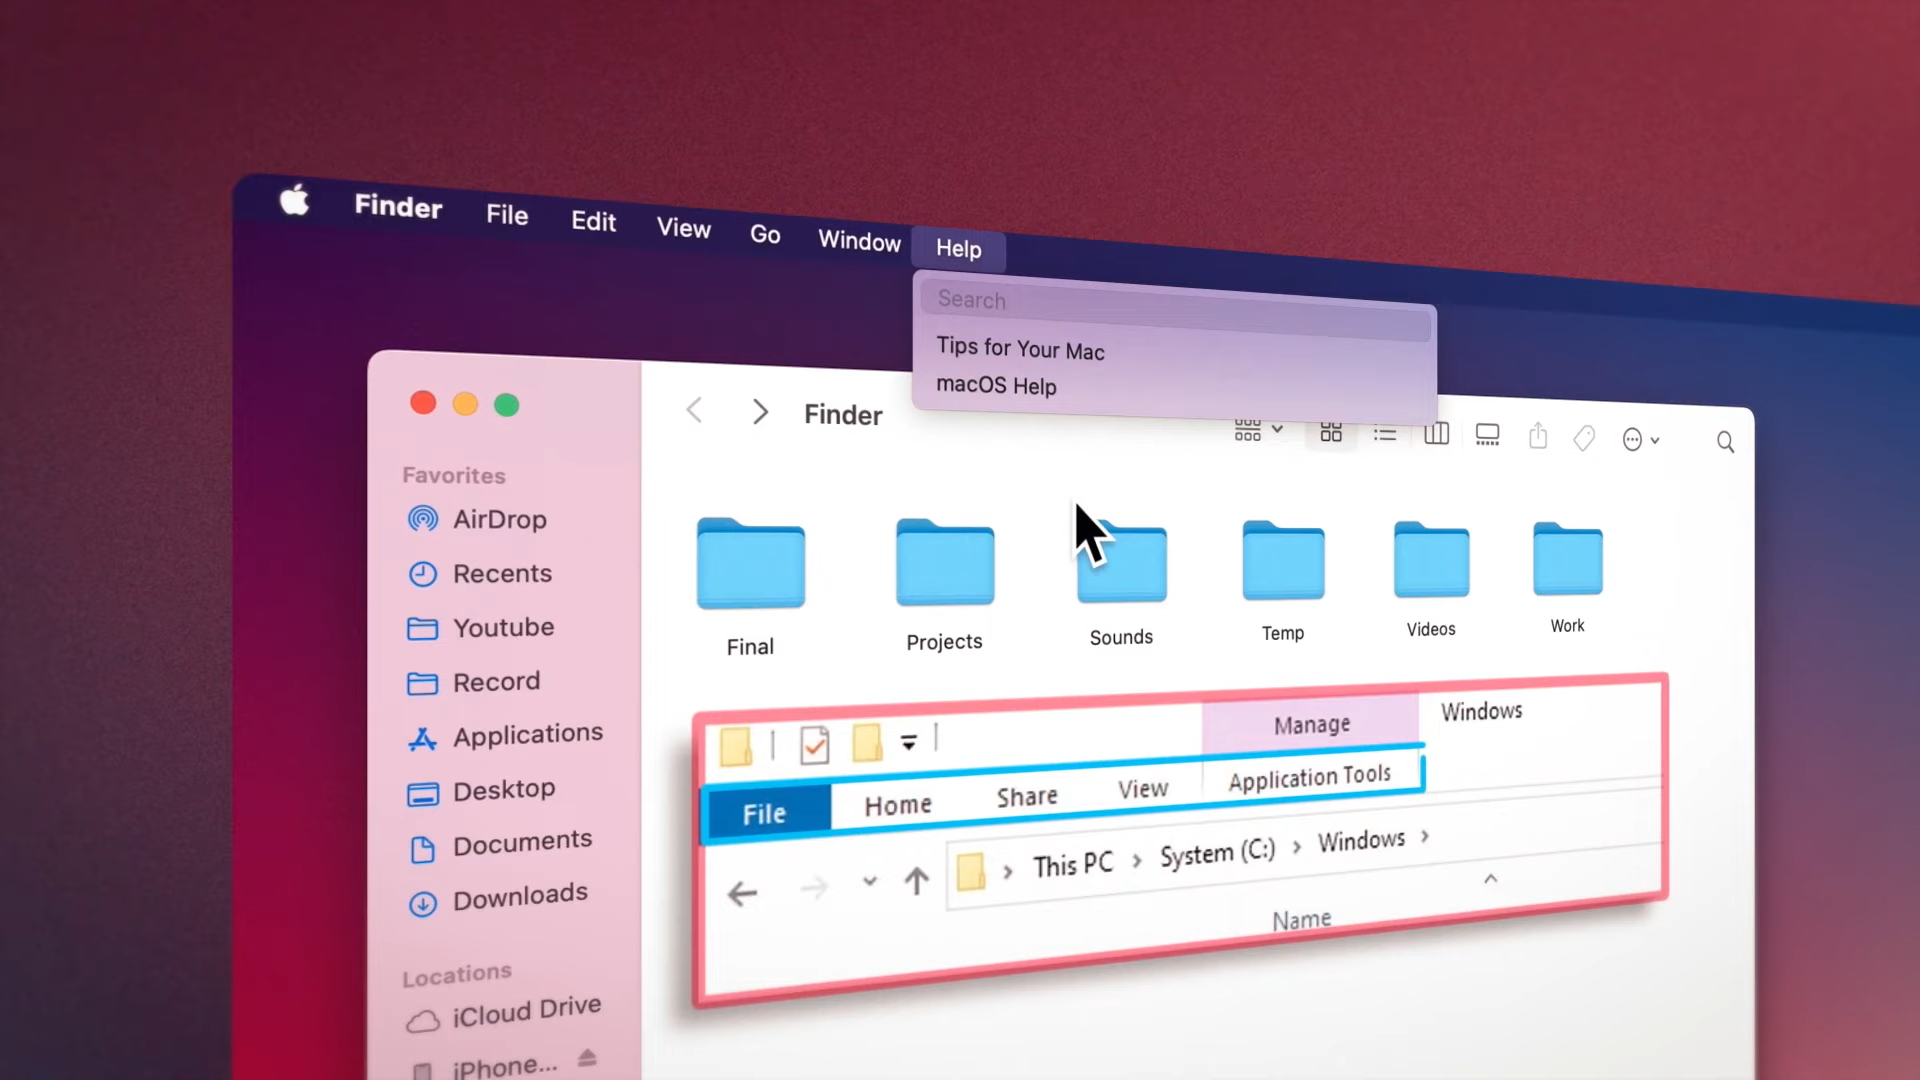 Finder File Edit View Go Window Help
Search
Tips for Your Mac
macOS Help
Finder
Favorites
AirDrop
Recents
Youtube
Record
Applications
Desktop
Documents
Downloads
Locations
iCloud Drive
iPhone...
Final Projects Sounds Temp Videos Work
Manage Windows
File Home Share View Application Tools
This PC System (C:) Windows
Name